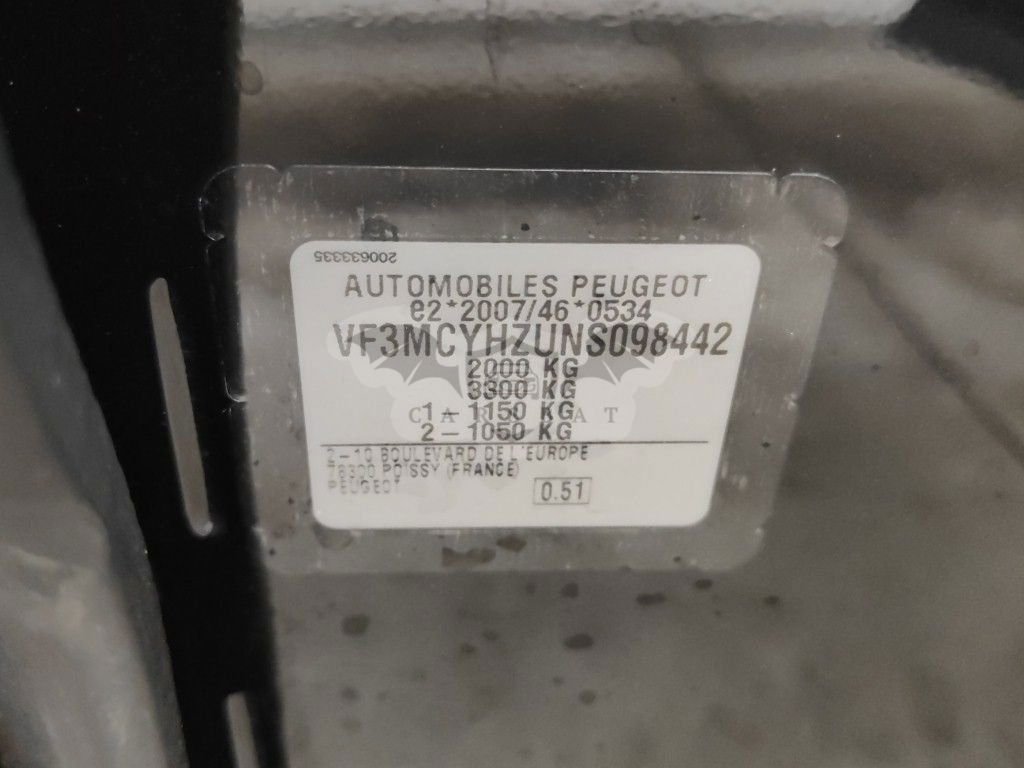 200633335
AUTOMOBILES PEUGEOT
e2*2007/46*0534
VF3MCYHZUNS098442
2000 KG
3300 KG
1 - 1150 KG
2 - 1050 KG
2-10 BOULEVARD DE L'EUROPE
78300 POISSY (FRANCE)
PEUGEOT
0.51